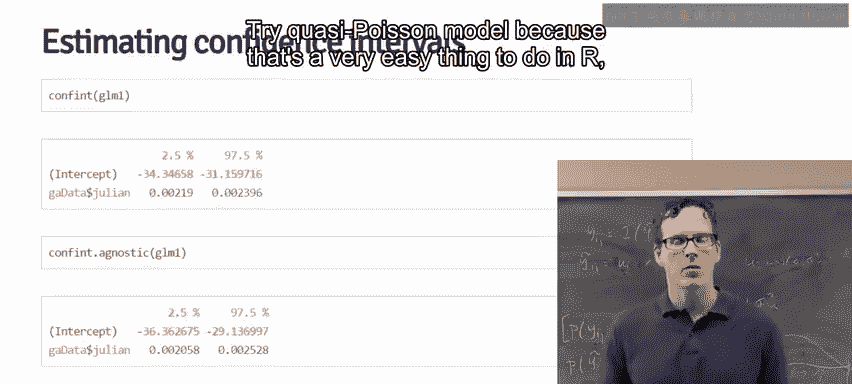 Try quasi-Poisson model because
that's a very easy thing to do in R,
Estimating confidence intervals
confint(glm1)
2.5 % 97.5 %
(Intercept) -34.34658 -31.159716
gaData$julian 0.00219 0.002396
confint.agnostic(glm1)
2.5 % 97.5 %
(Intercept) -36.362675 -29.136997
gaData$julian 0.002058 0.002528